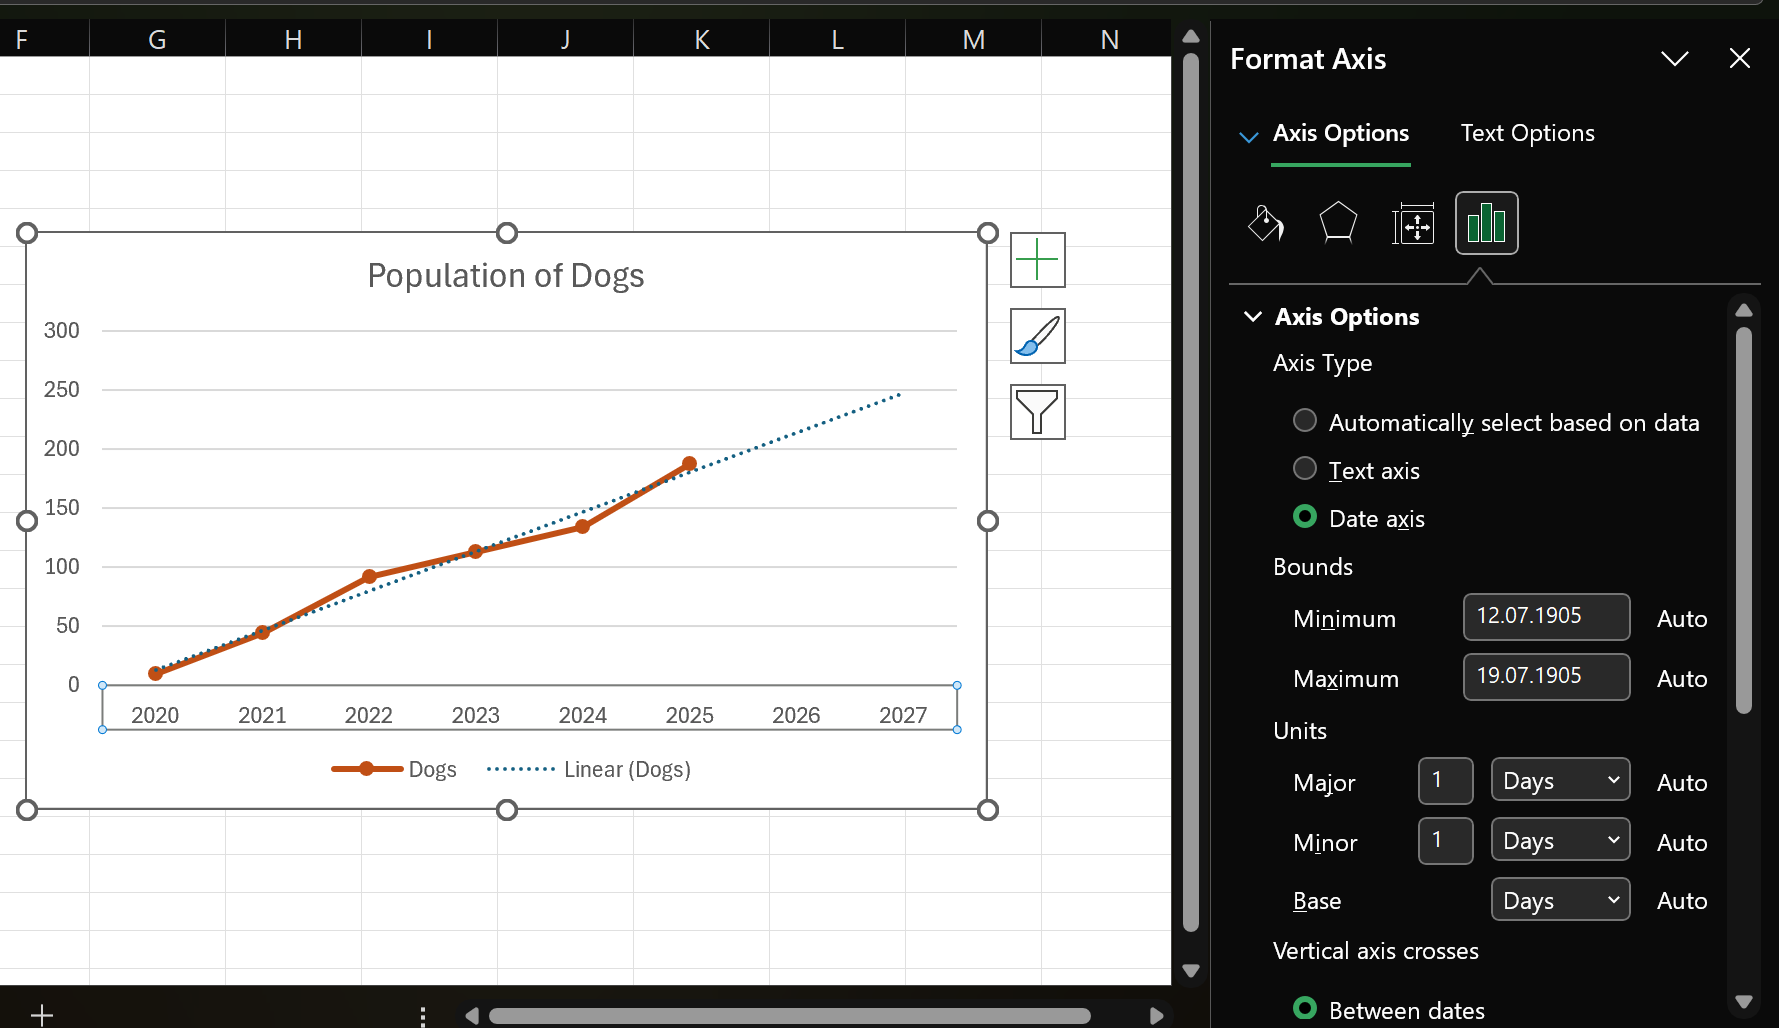 F G H I J K L M N
Format Axis
Axis Options Text Options
Population of Dogs
300
250
200
150
100
50
0
2020 2021 2022 2023 2024 2025 2026 2027
Dogs Linear (Dogs)
Axis Options
Axis Type
Automatically select based on data
Text axis
Date axis
Bounds
Minimum 12.07.1905 Auto
Maximum 19.07.1905 Auto
Units
Major 1 Days Auto
Minor 1 Days Auto
Base Days Auto
Vertical axis crosses
Between dates